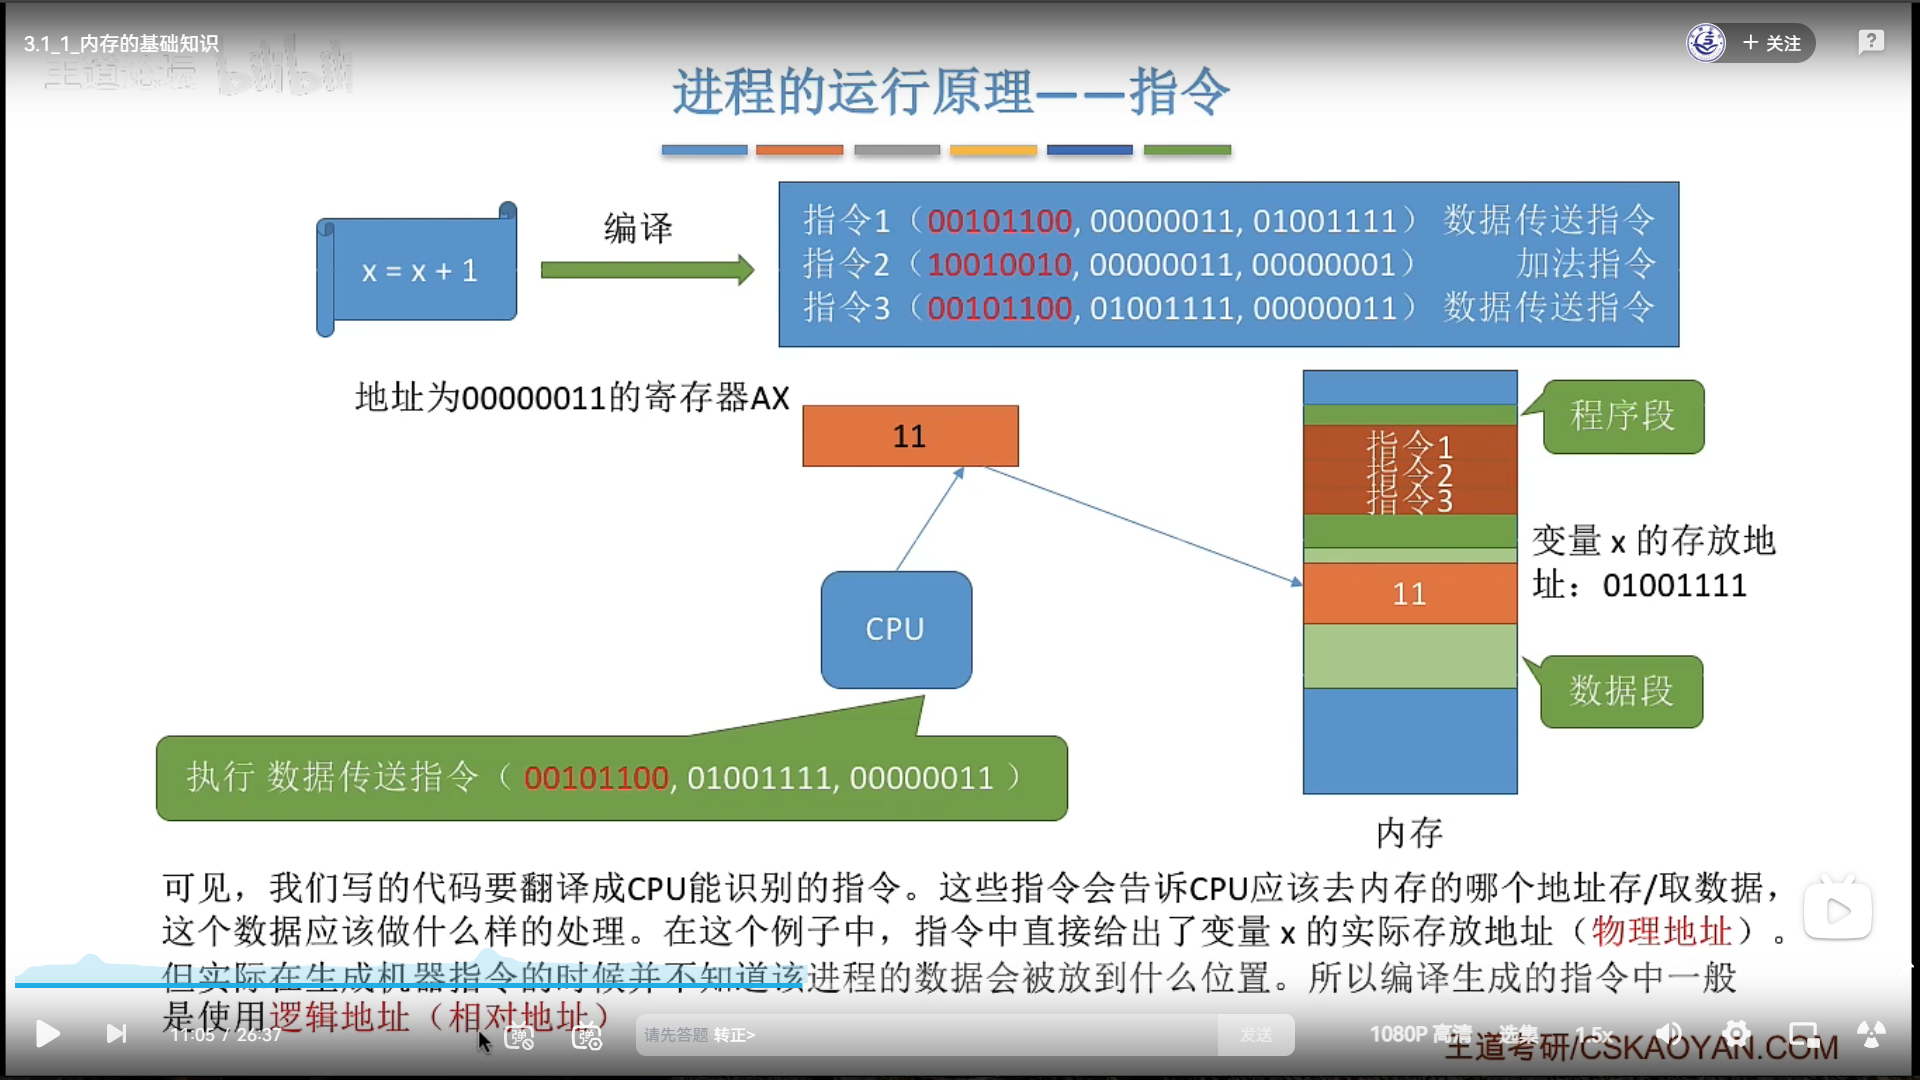 3.1_1_内存的基础知识
+ 关注
王道论坛 bilibili
进程的运行原理——指令
x = x + 1
编译
指令1（00101100, 00000011, 01001111） 数据传送指令
指令2（10010010, 00000011, 00000001） 加法指令
指令3（00101100, 01001111, 00000011） 数据传送指令
地址为00000011的寄存器AX
11
程序段
指令1
指令2
指令3
变量 x 的存放地
址：01001111
11
CPU
数据段
执行 数据传送指令（ 00101100, 01001111, 00000011 ）
内存
可见，我们写的代码要翻译成CPU能识别的指令。这些指令会告诉CPU应该去内存的哪个地址存/取数据，
这个数据应该做什么样的处理。在这个例子中，指令中直接给出了变量 x 的实际存放地址（物理地址）。
但实际在生成机器指令的时候并不知道该进程的数据会被放到什么位置。所以编译生成的指令中一般
是使用逻辑地址（相对地址）
11:05 / 26:37
弹
弹
请先答题 转正>
发送
1080P 高清
选集
1.5x
王道考研/CSKAOYAN.COM